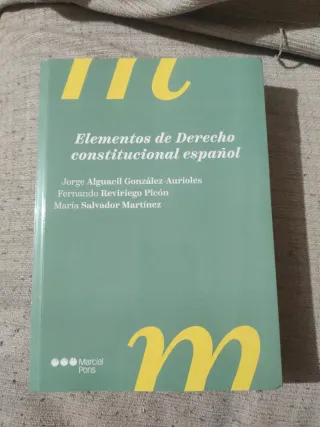 m
Elementos de Derecho
constitucional español
Jorge Alguacil González-Aurioles
Fernando Reviriego Picón
María Salvador Martínez
Marcial
Pons
m